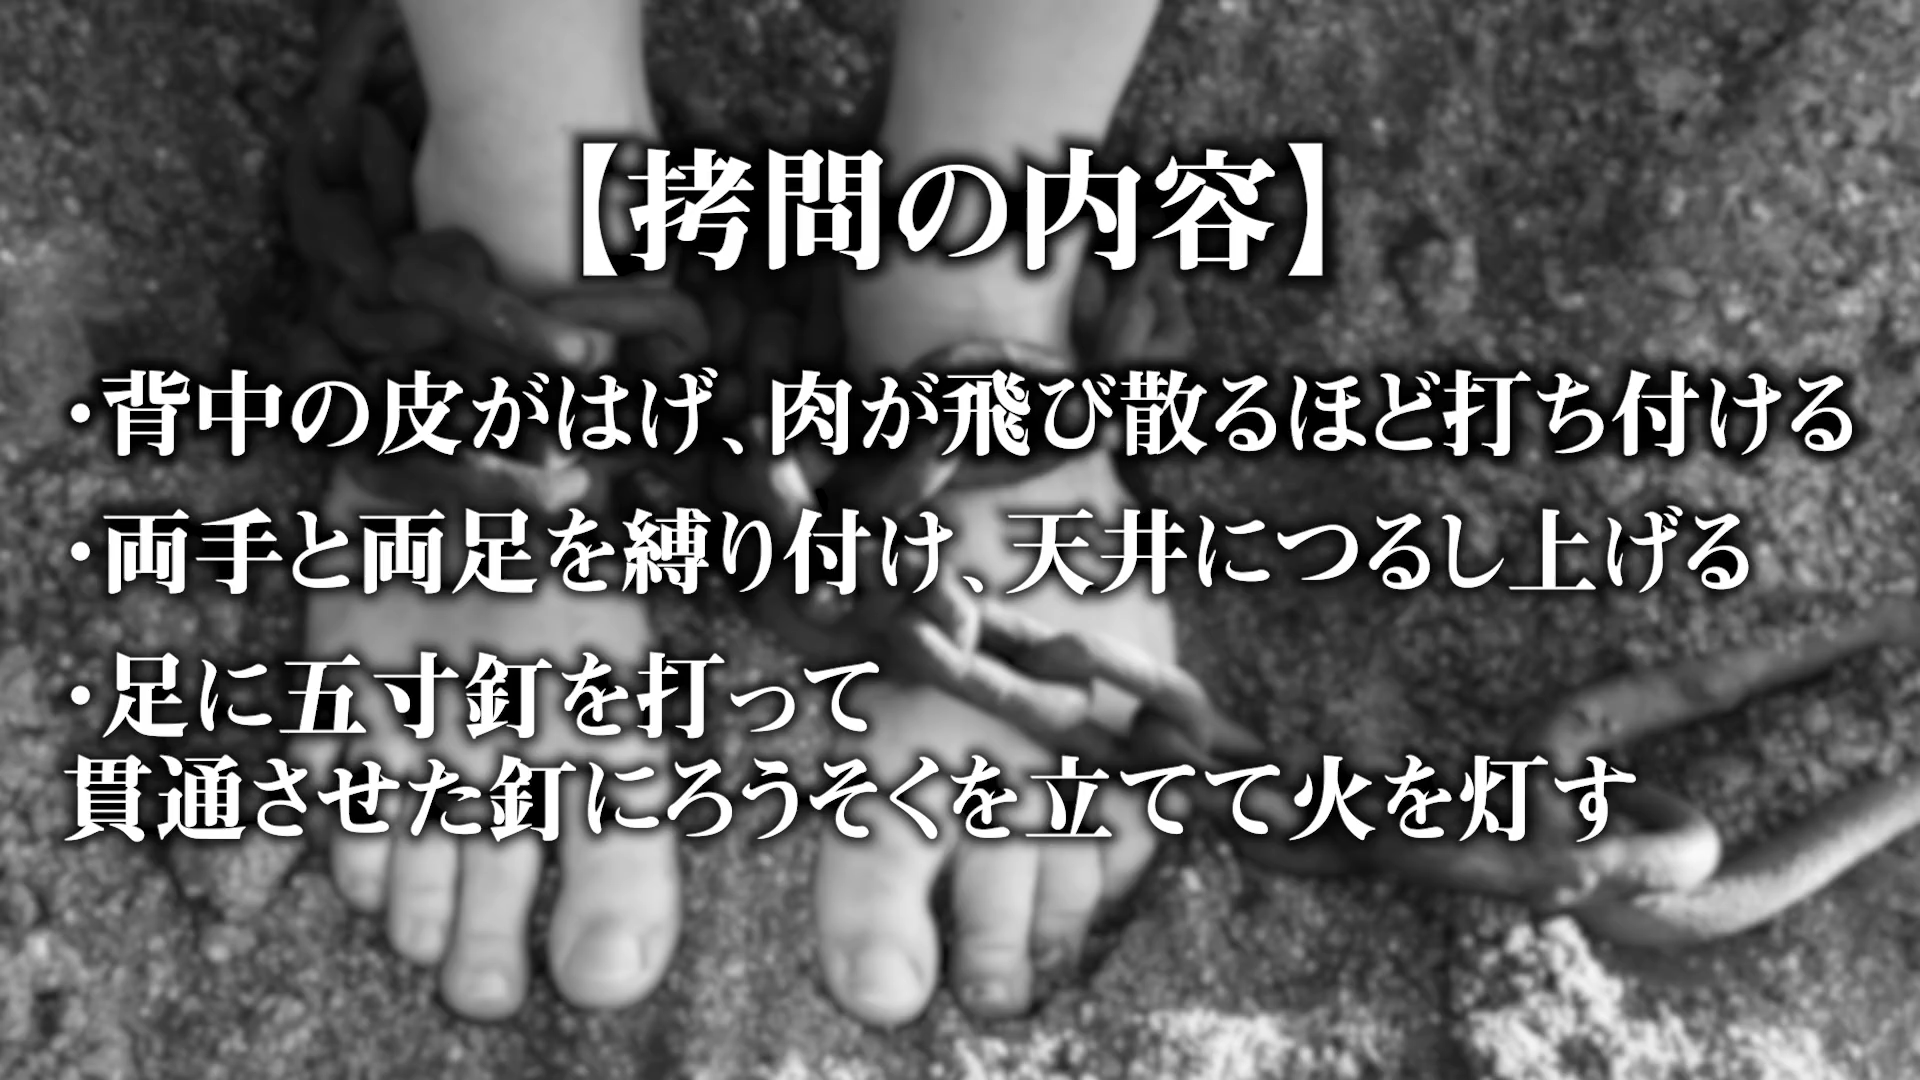 【拷問の内容】
・背中の皮がはげ、肉が飛び散るほど打ち付ける
・両手と両足を縛り付け、天井につるし上げる
・足に五寸釘を打って
貫通させた釘にろうそくを立てて火を灯す